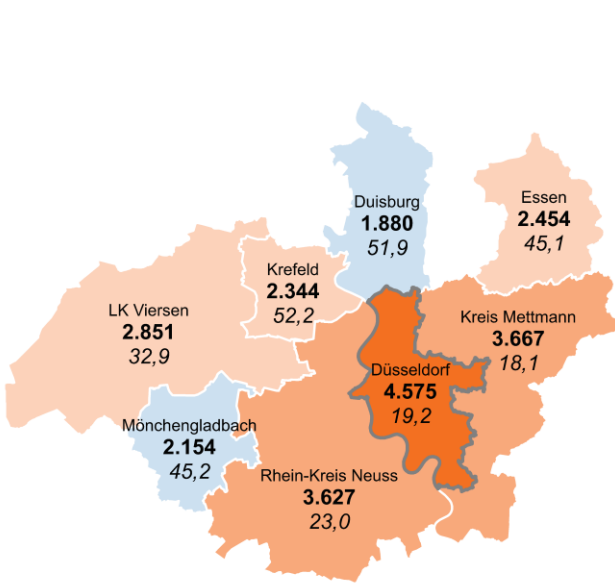 Duisburg
1.880
51,9
Essen
2.454
45,1
Krefeld
2.344
52,2
LK Viersen
2.851
32,9
Kreis Mettmann
3.667
18,1
Düsseldorf
4.575
19,2
Mönchengladbach
2.154
45,2
Rhein-Kreis Neuss
3.627
23,0